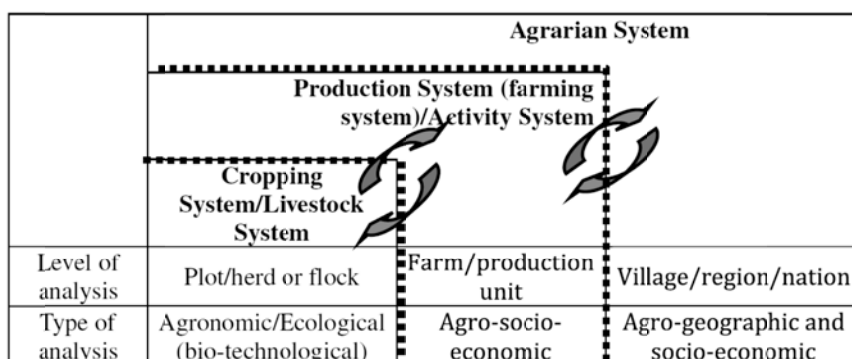 Agrarian System
Production System (farming
system)/Activity System
Cropping
System/Livestock
System
Level of
analysis
Plot/herd or flock
Farm/production
unit
Village/region/nation
Type of
analysis
Agronomic/Ecological
(bio-technological)
Agro-socio-
economic
Agro-geographic and
socio-economic